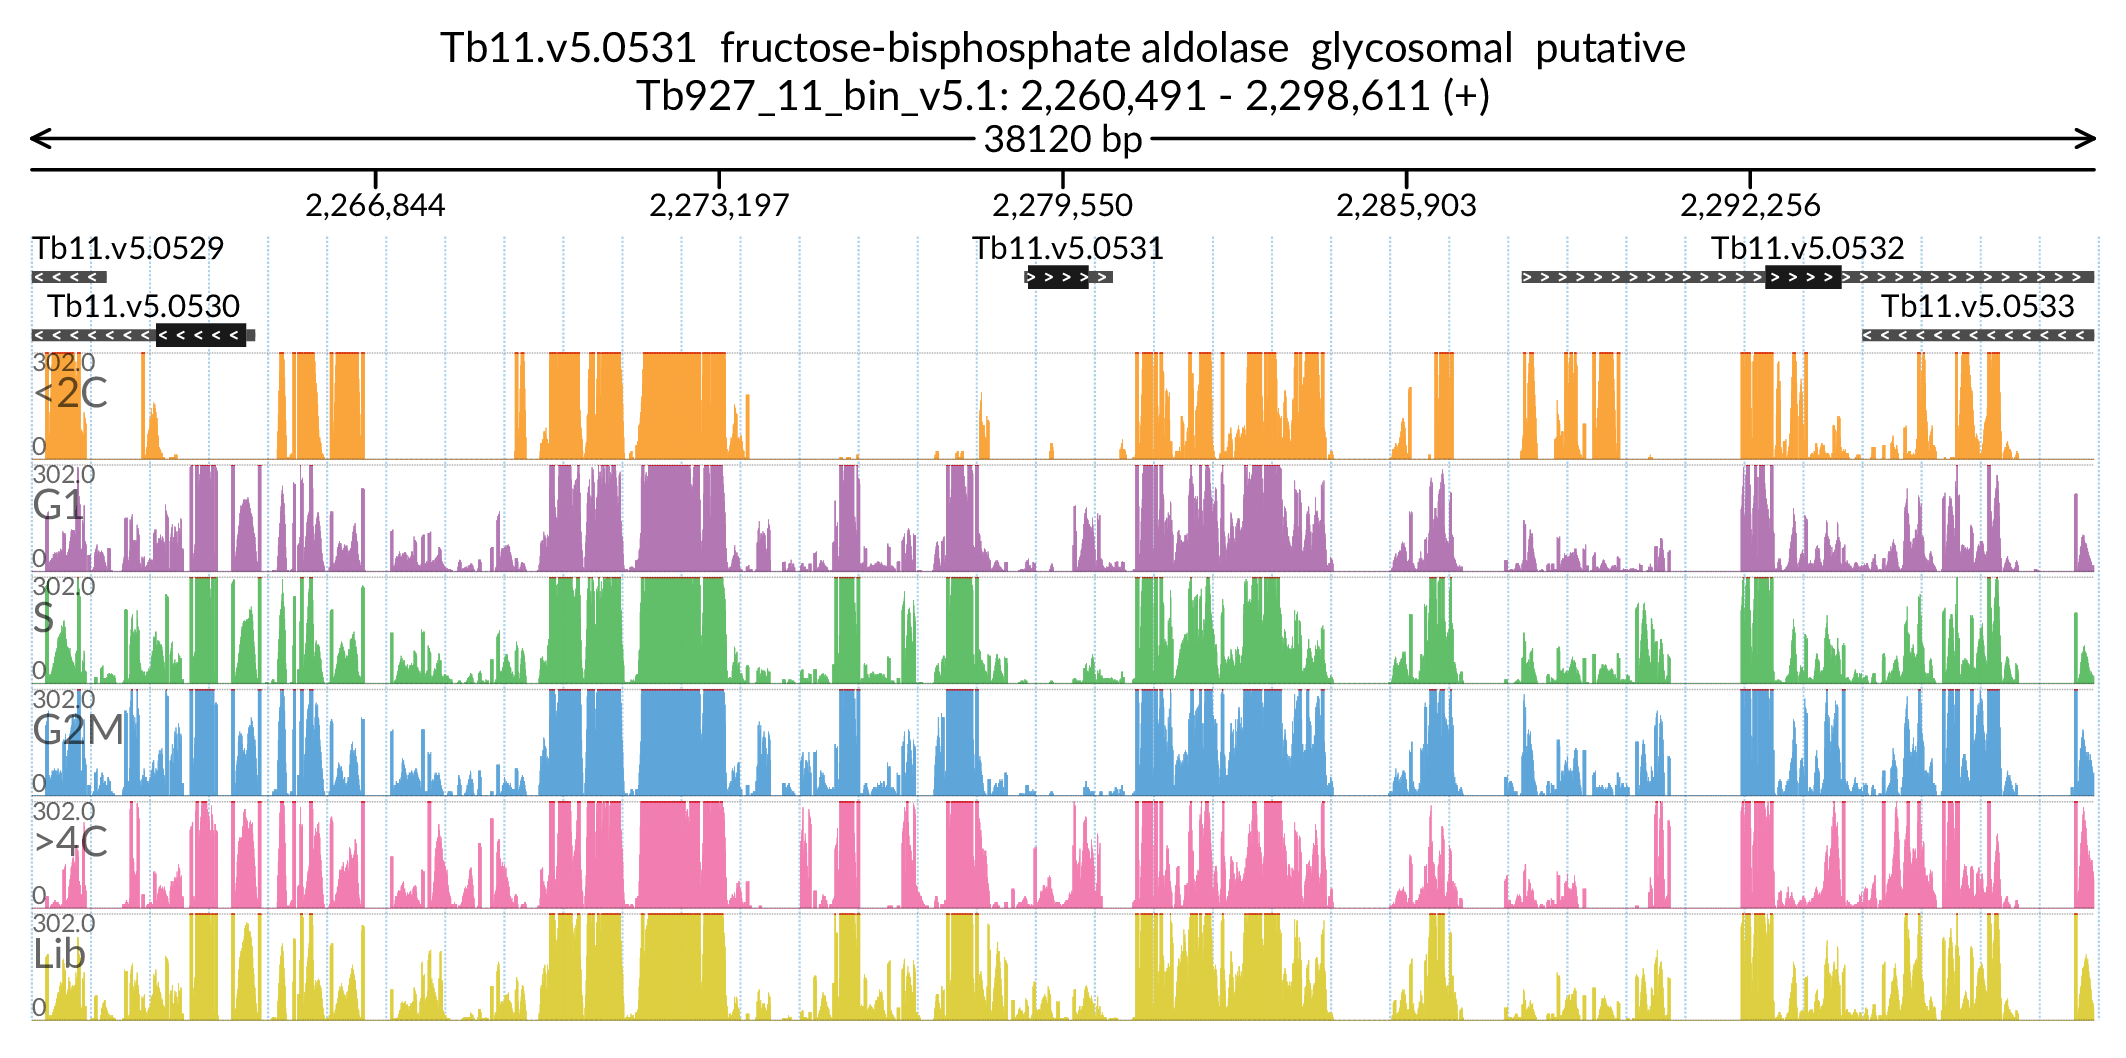 Tb11.v5.0531 fructose-bisphosphate aldolase glycosomal putative
Tb927_11_bin_v5.1: 2,260,491 - 2,298,611 (+)
38120 bp
2,266,844 2,273,197 2,279,550 2,285,903 2,292,256
Tb11.v5.0529 Tb11.v5.0531 Tb11.v5.0532
Tb11.v5.0530 Tb11.v5.0533
302.0
<2C
0
302.0
G1
0
302.0
S
0
302.0
G2M
0
302.0
>4C
0
302.0
Lib
0